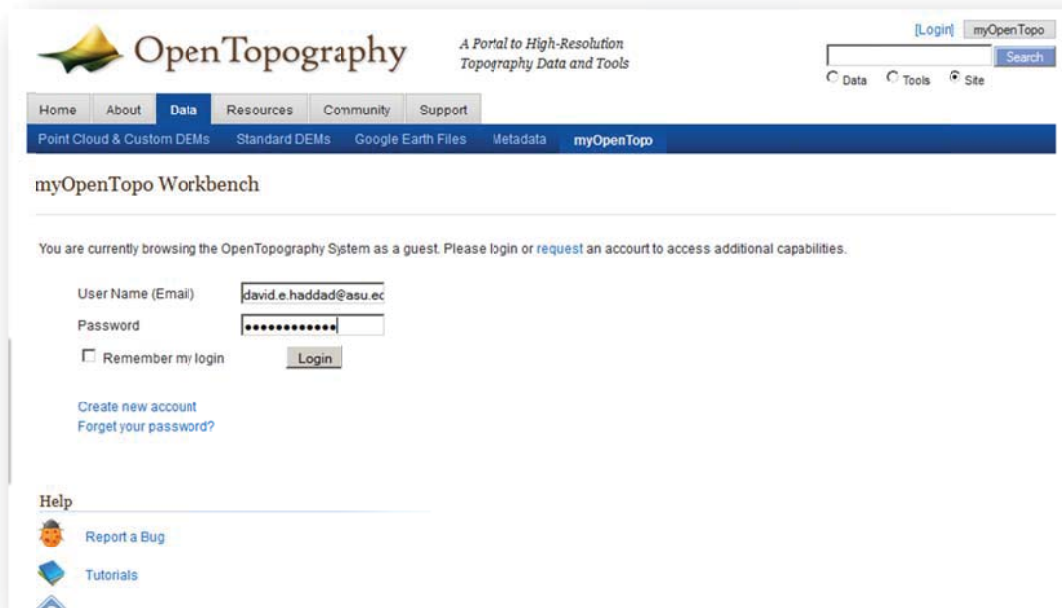 OpenTopography
A Portal to High-Resolution
Topography Data and Tools
[Login] myOpenTopo
Search
Data Tools Site
Home About Data Resources Community Support
Point Cloud & Custom DEMs Standard DEMs Google Earth Files Metadata myOpenTopo
myOpenTopo Workbench
You are currently browsing the OpenTopography System as a guest. Please login or request an account to access additional capabilities.
User Name (Email) david.e.haddad@asu.ec
Password ●●●●●●●●●●●●
Remember my login Login
Create new account
Forget your password?
Help
Report a Bug
Tutorials